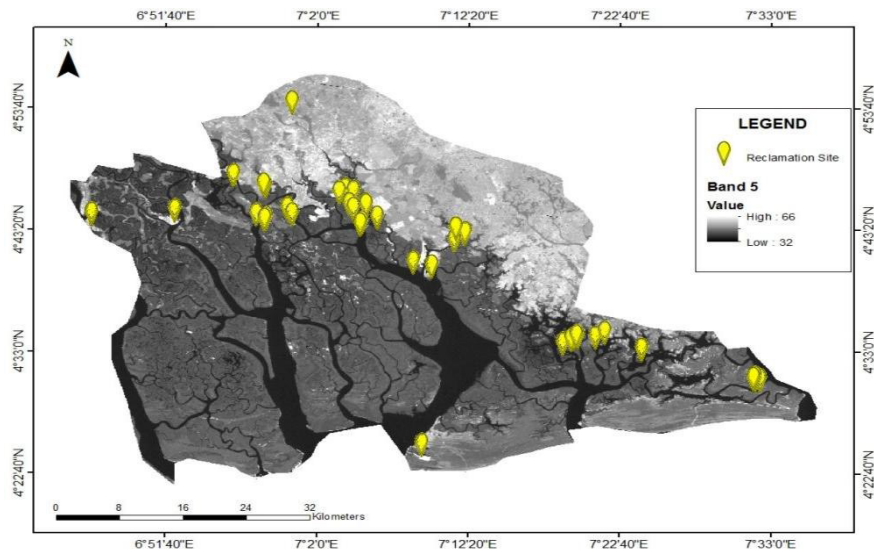 6°51'40"E 7°2'0"E 7°12'20"E 7°22'40"E 7°33'0"E
N
4°53'40"N 4°53'40"N
LEGEND
Reclamation Site
Band 5
Value
High : 66
Low : 32
4°43'20"N 4°43'20"N
4°33'0"N 4°33'0"N
4°22'40"N 4°22'40"N
0 8 16 24 32
Kilometers
6°51'40"E 7°2'0"E 7°12'20"E 7°22'40"E 7°33'0"E